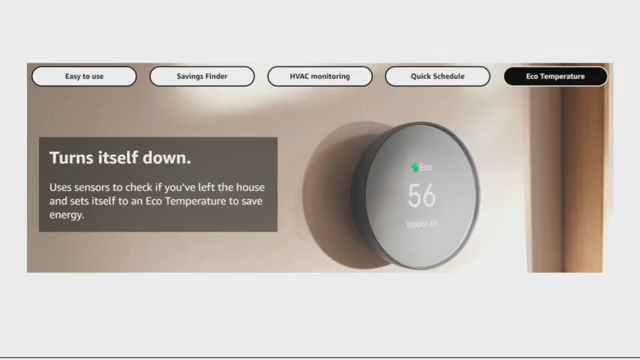 Easy to use
Savings Finder
HVAC monitoring
Quick Schedule
Eco Temperature
Turns itself down.
Uses sensors to check if you've left the house
and sets itself to an Eco Temperature to save
energy.
Eco
56
Indoor 60